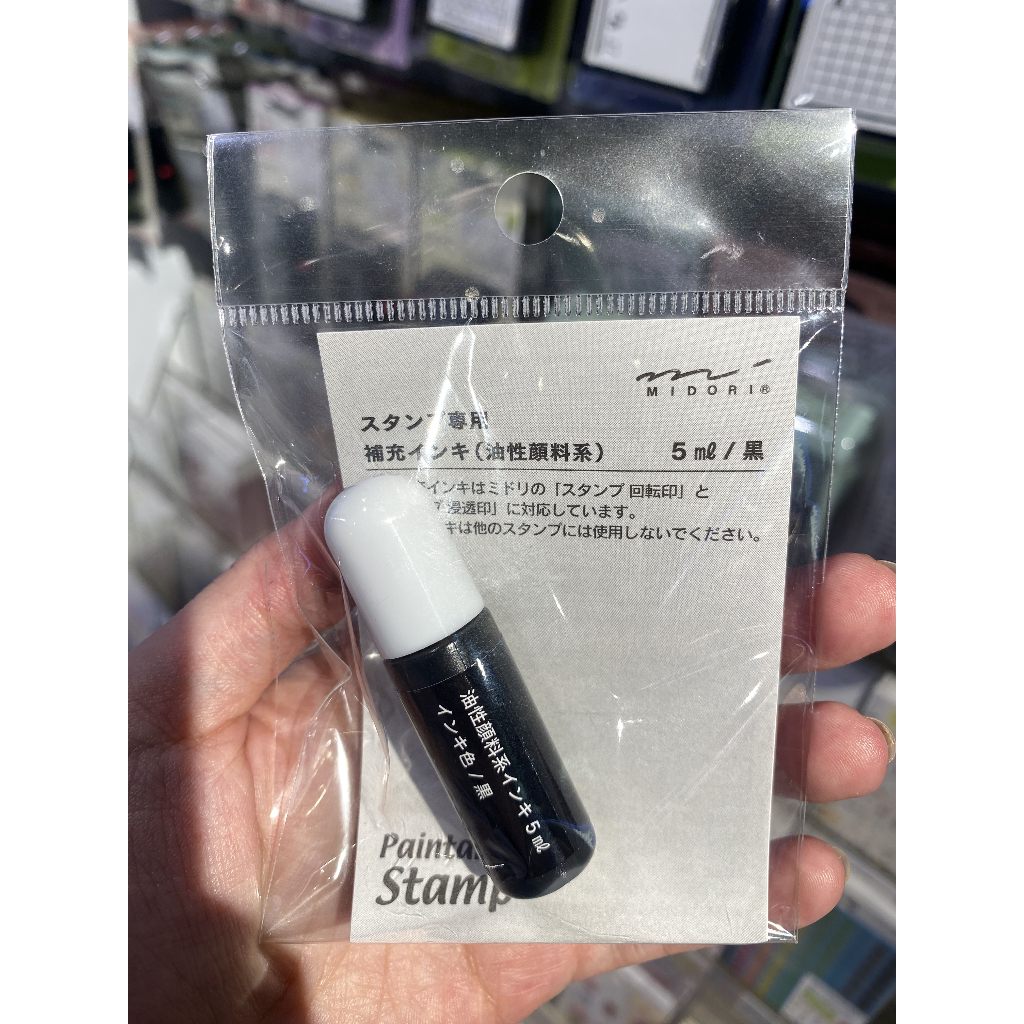 MIDORI®
スタンプ専用
補充インキ(油性顔料系) 5㎖/黒
インキはミドリの「スタンプ 回転印」と
浸透印」に対応しています。
キは他のスタンプには使用しないでください。
油性顔料系インキ5㎖
インキ色/黒
Stamp